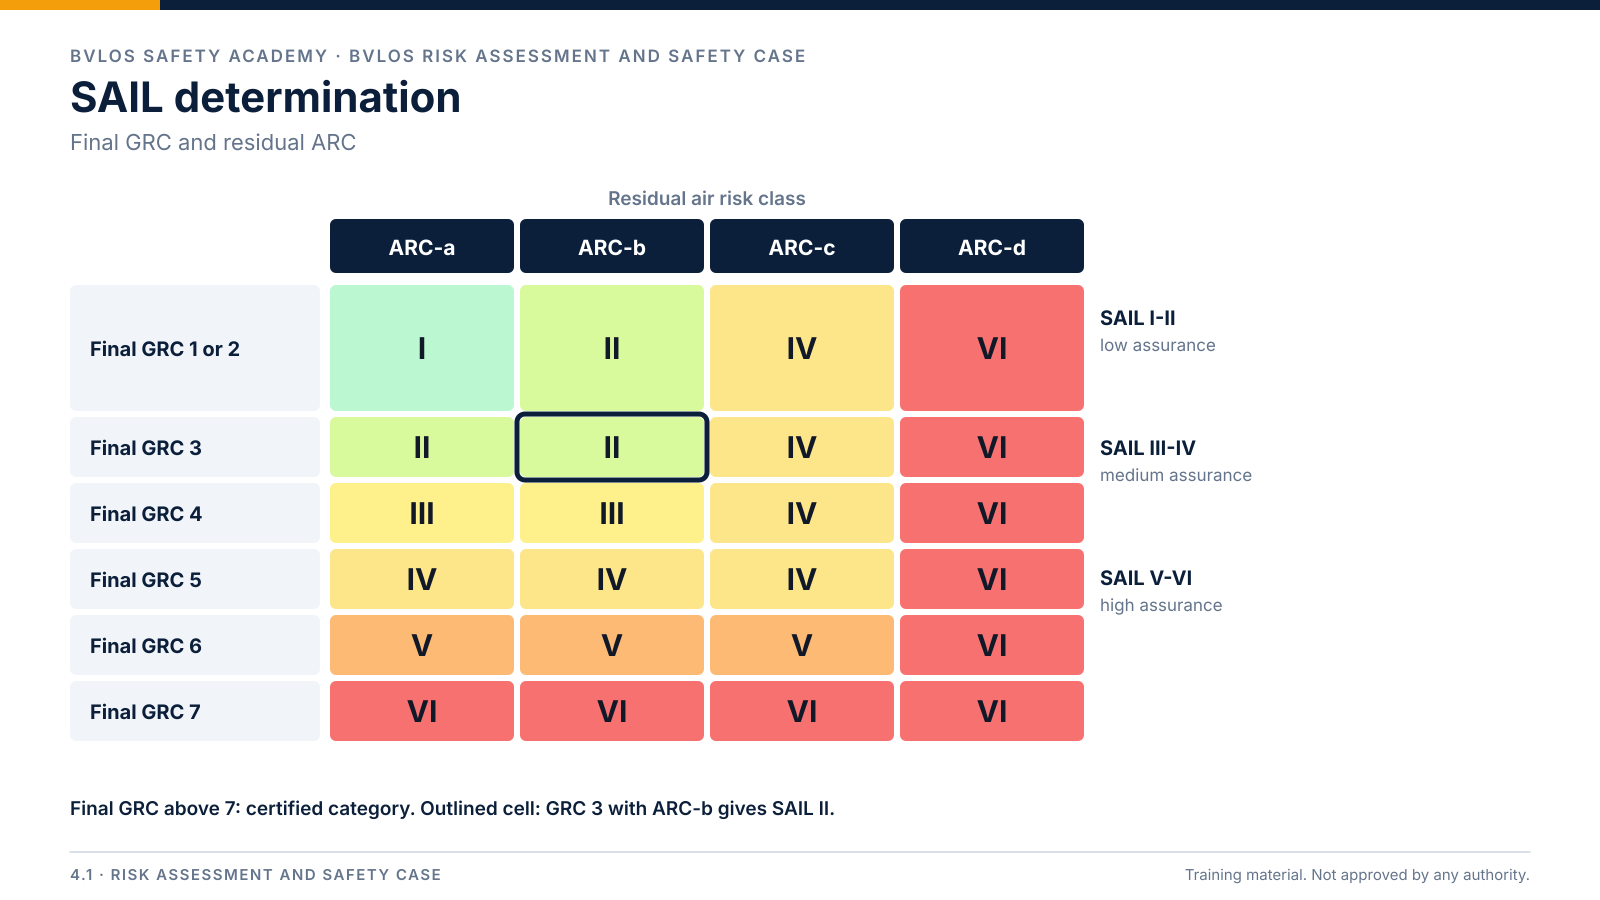 BVLOS SAFETY ACADEMY · BVLOS RISK ASSESSMENT AND SAFETY CASE
SAIL determination
Final GRC and residual ARC
Residual air risk class
ARC-a ARC-b ARC-c ARC-d
Final GRC 1 or 2 I II IV VI
SAIL I-II
low assurance
Final GRC 3 II II IV VI
SAIL III-IV
medium assurance
Final GRC 4 III III IV VI
Final GRC 5 IV IV IV VI
SAIL V-VI
high assurance
Final GRC 6 V V V VI
Final GRC 7 VI VI VI VI
Final GRC above 7: certified category. Outlined cell: GRC 3 with ARC-b gives SAIL II.
4.1 · RISK ASSESSMENT AND SAFETY CASE
Training material. Not approved by any authority.